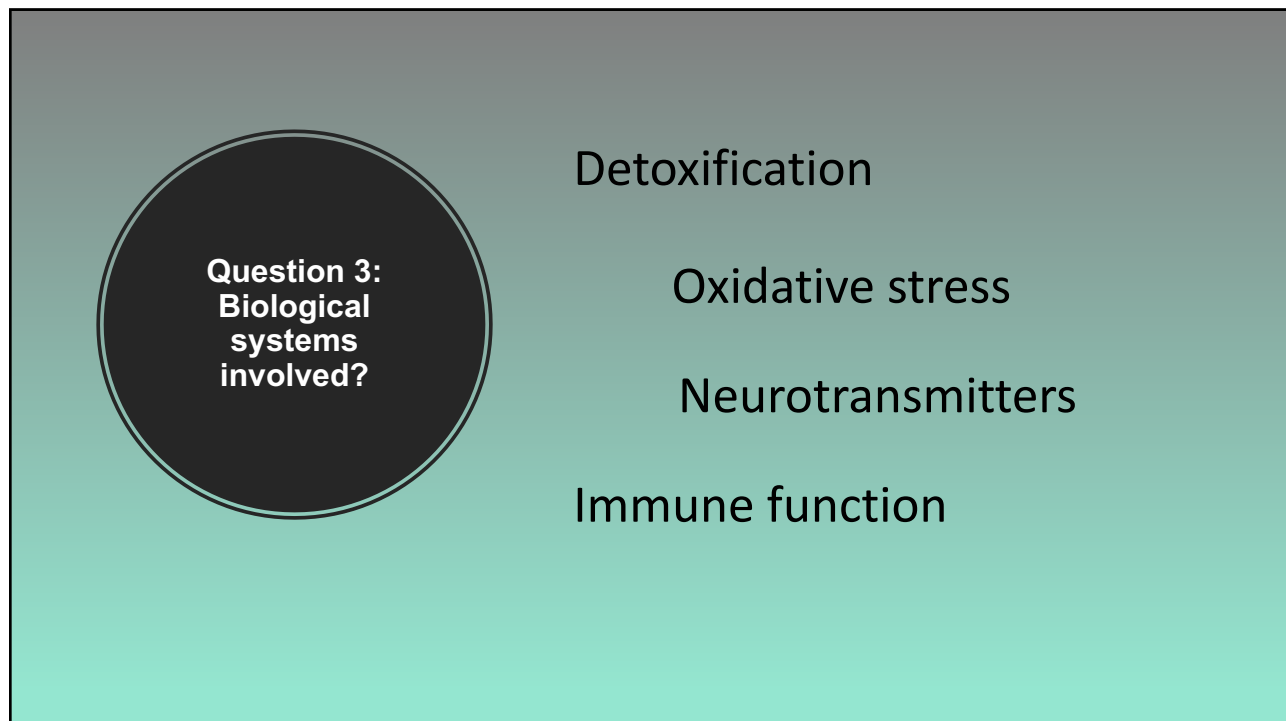 Question 3:
Biological
systems
involved?
Detoxification
Oxidative stress
Neurotransmitters
Immune function